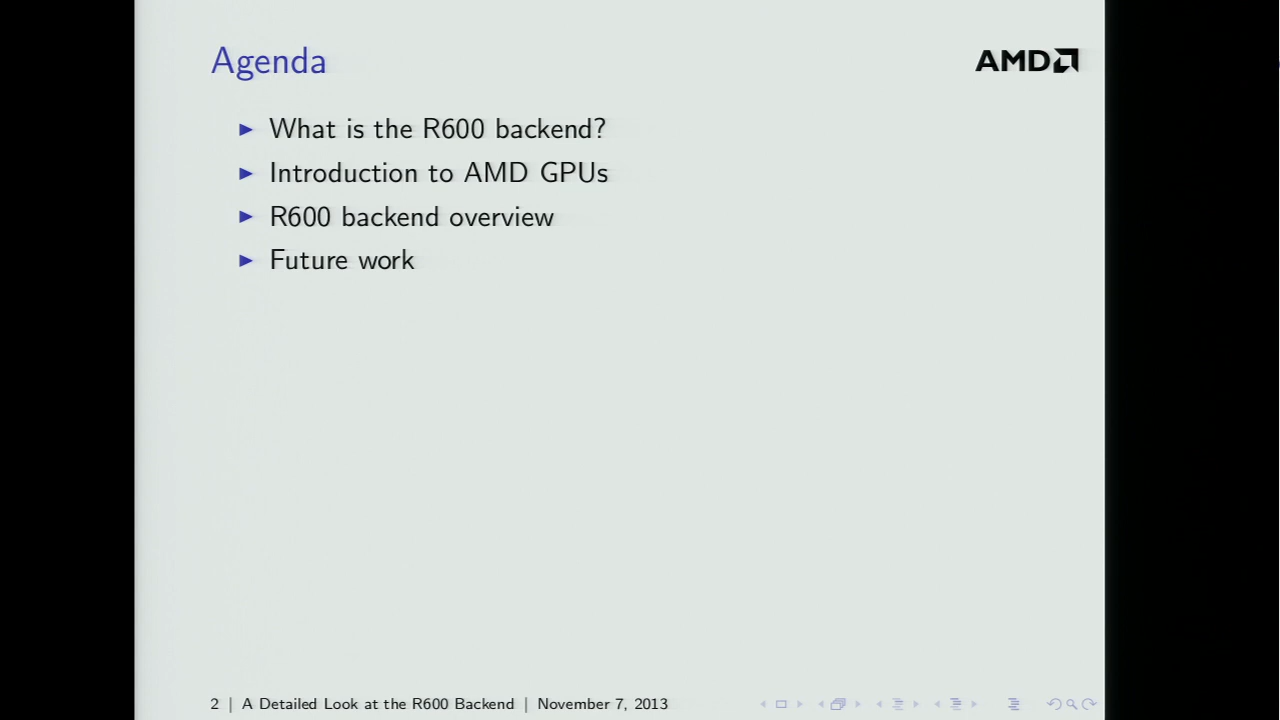 Agenda
AMD
What is the R600 backend?
Introduction to AMD GPUs
R600 backend overview
Future work
2 | A Detailed Look at the R600 Backend | November 7, 2013